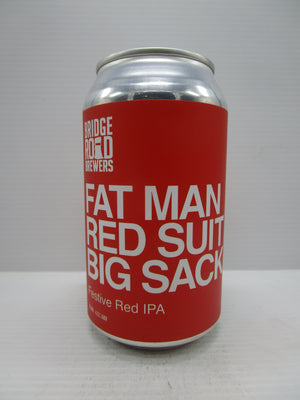 BRIDGE
ROAD
BREWERS
FAT MAN
RED SUIT
BIG SACK
Festive Red IPA